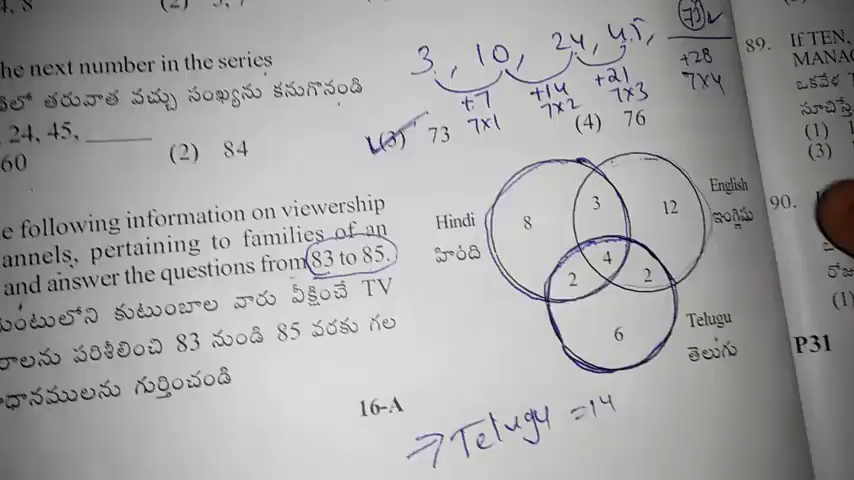 he next number in the series
తరువాత వచ్చు సంఖ్యను కనుగొనండి
24, 45, ______
60
(2) 84
(3) 73
(4) 76
3, 10, 24, 45, 73
+7 +14 +21 +28
7x1 7x2 7x3 7x4
89. If TEN,
MANAG
ఒకవేళ
సూచిస్తే
(1)
(3)
e following information on viewership
annels, pertaining to families of an
and answer the questions from 83 to 85.
లోని కుటుంబాల వారు వీక్షించే TV
రాలను పరిశీలించి 83 నుండి 85 వరకు గల
ధానములను గుర్తించండి
Hindi
హిందీ
English
ఇంగ్లిషు
Telugu
తెలుగు
8
3
12
4
2
2
6
90.
(1)
P31
16-A
→ Telugu = 14